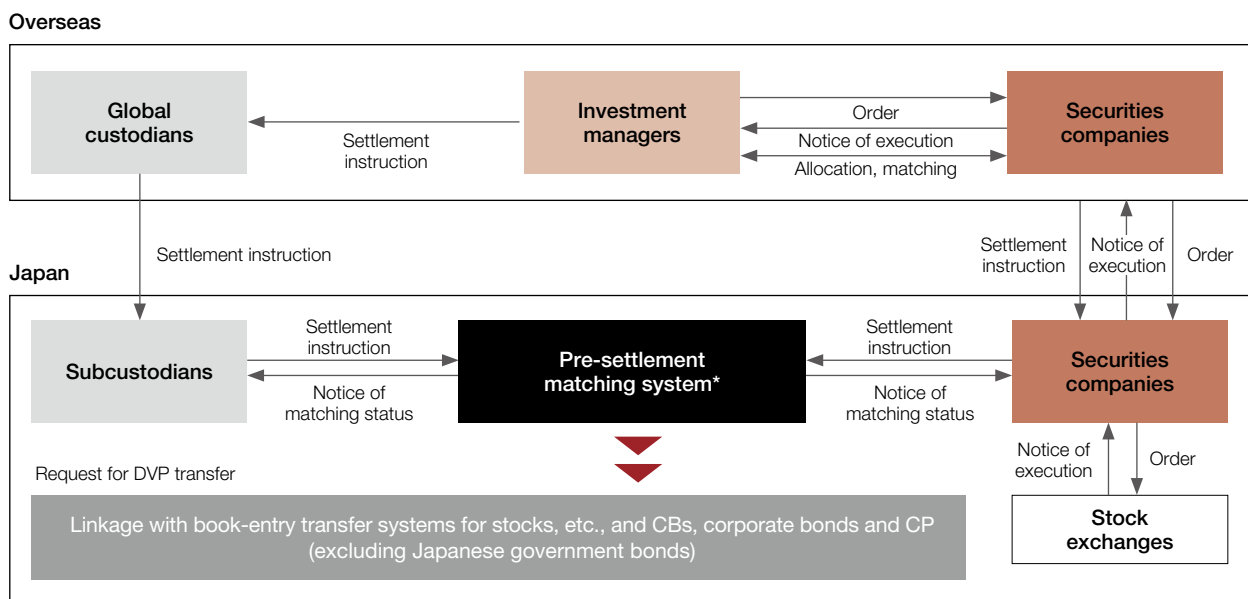 Overseas
Global
custodians
Settlement
instruction
Investment
managers
Order
Notice of execution
Allocation, matching
Securities
companies
Settlement instruction
Settlement
instruction
Notice of
execution
Order
Japan
Subcustodians
Settlement
instruction
Notice of
matching status
Pre-settlement
matching system*
Settlement
instruction
Notice of
matching status
Securities
companies
Request for DVP transfer
Notice of
execution
Order
Linkage with book-entry transfer systems for stocks, etc., and CBs, corporate bonds and CP
(excluding Japanese government bonds)
Stock
exchanges